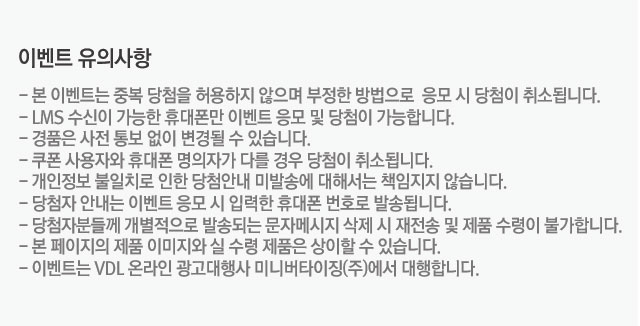 이벤트 유의사항
- 본 이벤트는 중복 당첨을 허용하지 않으며 부정한 방법으로 응모 시 당첨이 취소됩니다.
- LMS 수신이 가능한 휴대폰만 이벤트 응모 및 당첨이 가능합니다.
- 경품은 사전 통보 없이 변경될 수 있습니다.
- 쿠폰 사용자와 휴대폰 명의자가 다를 경우 당첨이 취소됩니다.
- 개인정보 불일치로 인한 당첨안내 미발송에 대해서는 책임지지 않습니다.
- 당첨자 안내는 이벤트 응모 시 입력한 휴대폰 번호로 발송됩니다.
- 당첨자분들께 개별적으로 발송되는 문자메시지 삭제 시 재전송 및 제품 수령이 불가합니다.
- 본 페이지의 제품 이미지와 실 수령 제품은 상이할 수 있습니다.
- 이벤트는 VDL 온라인 광고대행사 미니버타이징(주)에서 대행합니다.